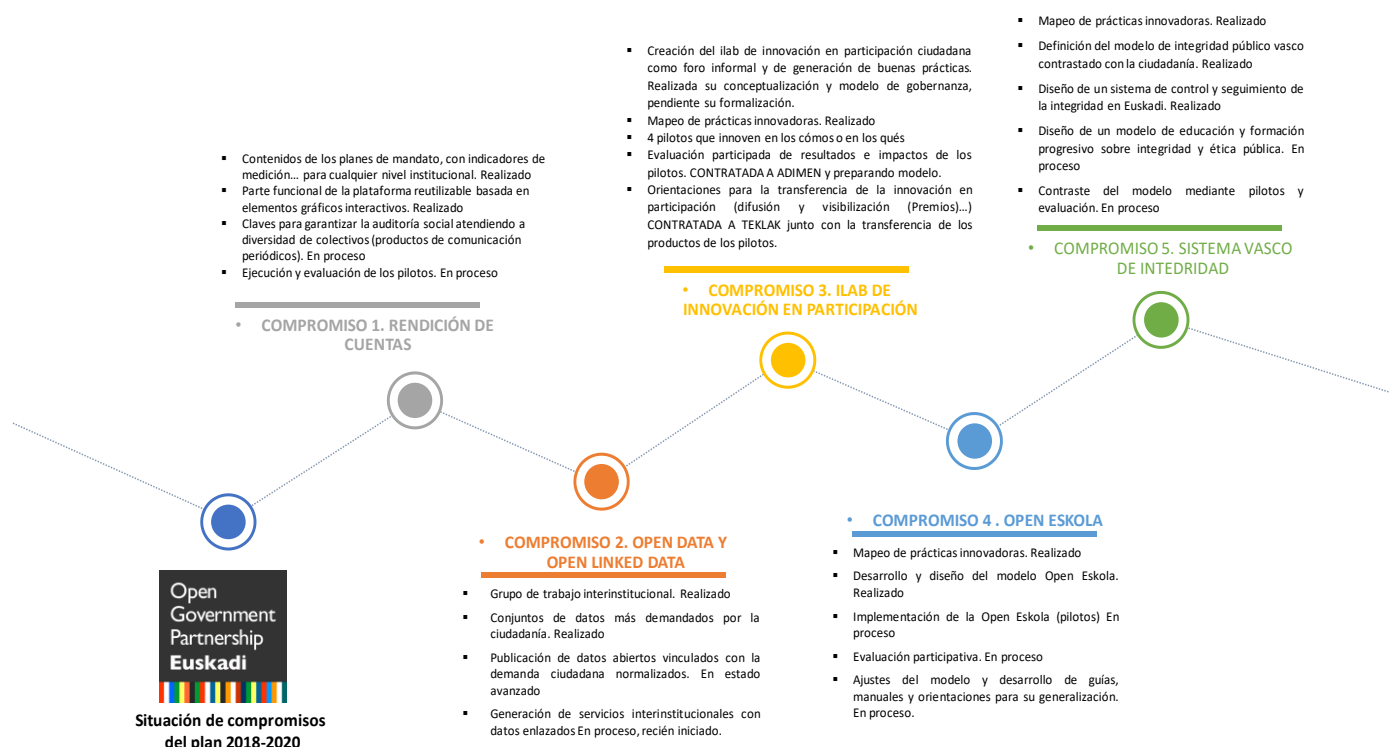 Open
Government
Partnership
Euskadi
Situación de compromisos
del plan 2018-2020
▪ Contenidos de los planes de mandato, con indicadores de
medición... para cualquier nivel institucional. Realizado
▪ Parte funcional de la plataforma reutilizable basada en
elementos gráficos interactivos. Realizado
▪ Claves para garantizar la auditoría social atendiendo a
diversidad de colectivos (productos de comunicación
periódicos). En proceso
▪ Ejecución y evaluación de los pilotos. En proceso
• COMPROMISO 1. RENDICIÓN DE
CUENTAS
• COMPROMISO 2. OPEN DATA Y
OPEN LINKED DATA
▪ Grupo de trabajo interinstitucional. Realizado
▪ Conjuntos de datos más demandados por la
ciudadanía. Realizado
▪ Publicación de datos abiertos vinculados con la
demanda ciudadana normalizados. En estado
avanzado
▪ Generación de servicios interinstitucionales con
datos enlazados En proceso, recién iniciado.
▪ Creación del ilab de innovación en participación ciudadana
como foro informal y de generación de buenas prácticas.
Realizada su conceptualización y modelo de gobernanza,
pendiente su formalización.
▪ Mapeo de prácticas innovadoras. Realizado
▪ 4 pilotos que innoven en los cómos o en los qués
▪ Evaluación participada de resultados e impactos de los
pilotos. CONTRATADA A ADIMEN y preparando modelo.
▪ Orientaciones para la transferencia de la innovación en
participación (difusión y visibilización (Premios)...)
CONTRATADA A TEKLAK junto con la transferencia de los
productos de los pilotos.
• COMPROMISO 3. ILAB DE
INNOVACIÓN EN PARTICIPACIÓN
• COMPROMISO 4 . OPEN ESKOLA
▪ Mapeo de prácticas innovadoras. Realizado
▪ Desarrollo y diseño del modelo Open Eskola.
Realizado
▪ Implementación de la Open Eskola (pilotos) En
proceso
▪ Evaluación participativa. En proceso
▪ Ajustes del modelo y desarrollo de guías,
manuales y orientaciones para su generalización.
En proceso.
▪ Mapeo de prácticas innovadoras. Realizado
▪ Definición del modelo de integridad público vasco
contrastado con la ciudadanía. Realizado
▪ Diseño de un sistema de control y seguimiento de
la integridad en Euskadi. Realizado
▪ Diseño de un modelo de educación y formación
progresivo sobre integridad y ética pública. En
proceso
▪ Contraste del modelo mediante pilotos y
evaluación. En proceso
• COMPROMISO 5. SISTEMA VASCO
DE INTEDRIDAD